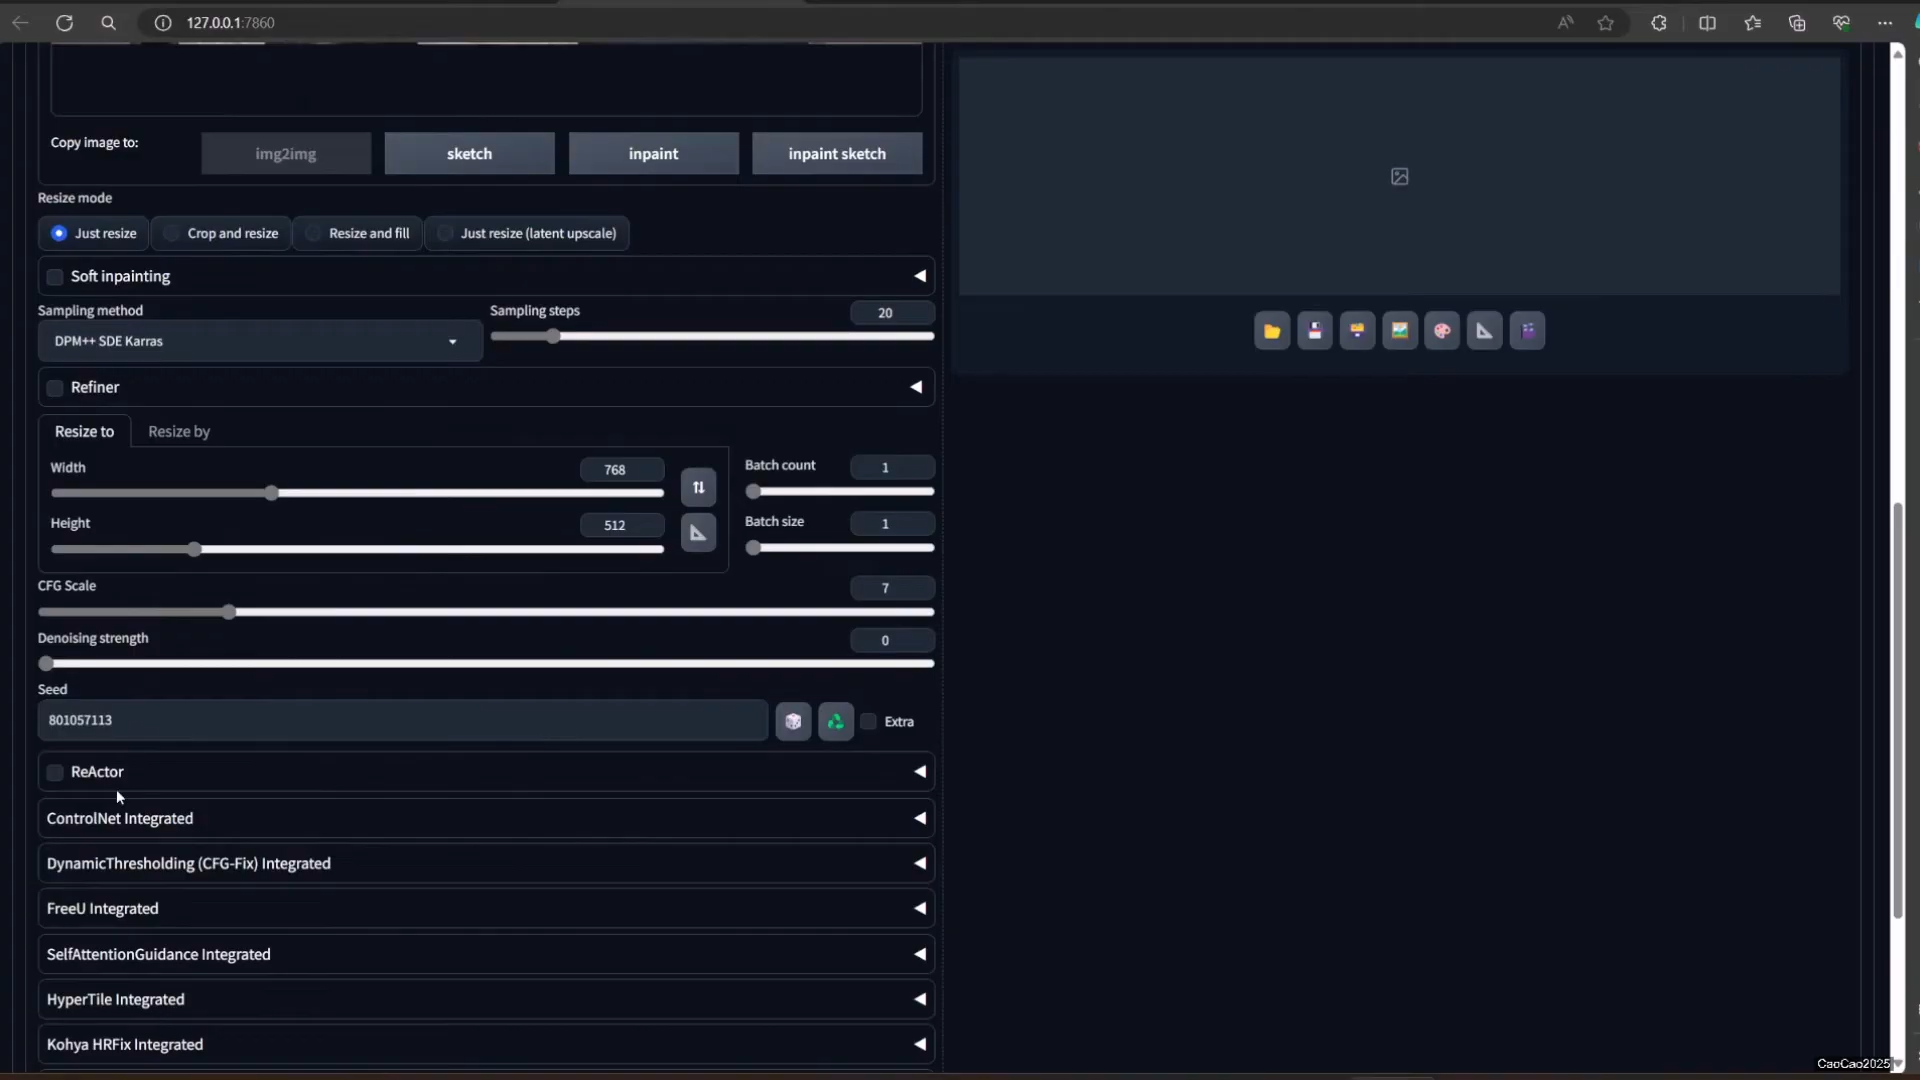 127.0.0.1:7860
Copy image to:
img2img
sketch
inpaint
inpaint sketch
Resize mode
Just resize
Crop and resize
Resize and fill
Just resize (latent upscale)
Soft inpainting
Sampling method
Sampling steps
20
DPM++ SDE Karras
Refiner
Resize to
Resize by
Width
768
Batch count
1
Height
512
Batch size
1
CFG Scale
7
Denoising strength
0
Seed
801057113
Extra
ReActor
ControlNet Integrated
DynamicThresholding (CFG-Fix) Integrated
FreeU Integrated
SelfAttentionGuidance Integrated
HyperTile Integrated
Kohya HRFix Integrated
CaoCao2025